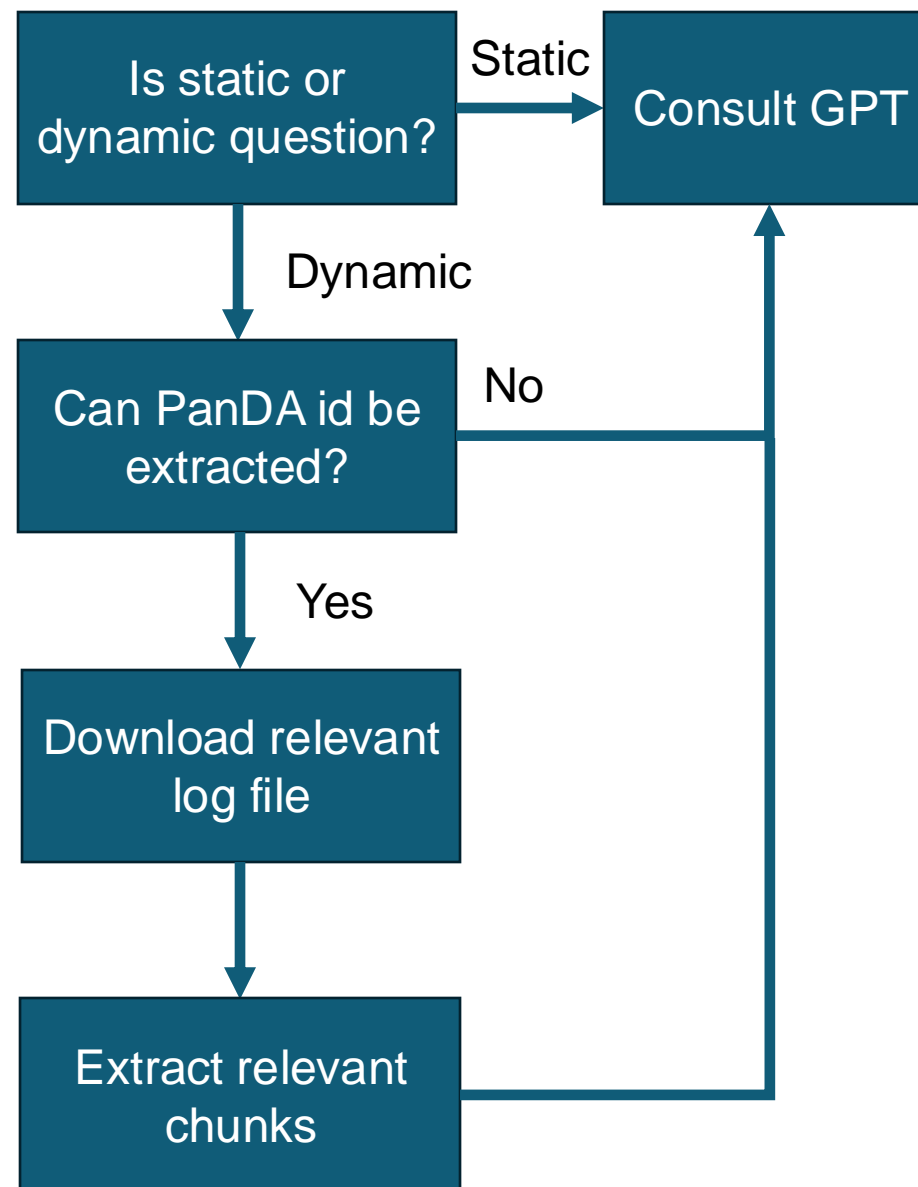 Is static or
dynamic question?
Static
Consult GPT
Dynamic
Can PanDA id be
extracted?
No
Yes
Download relevant
log file
Extract relevant
chunks